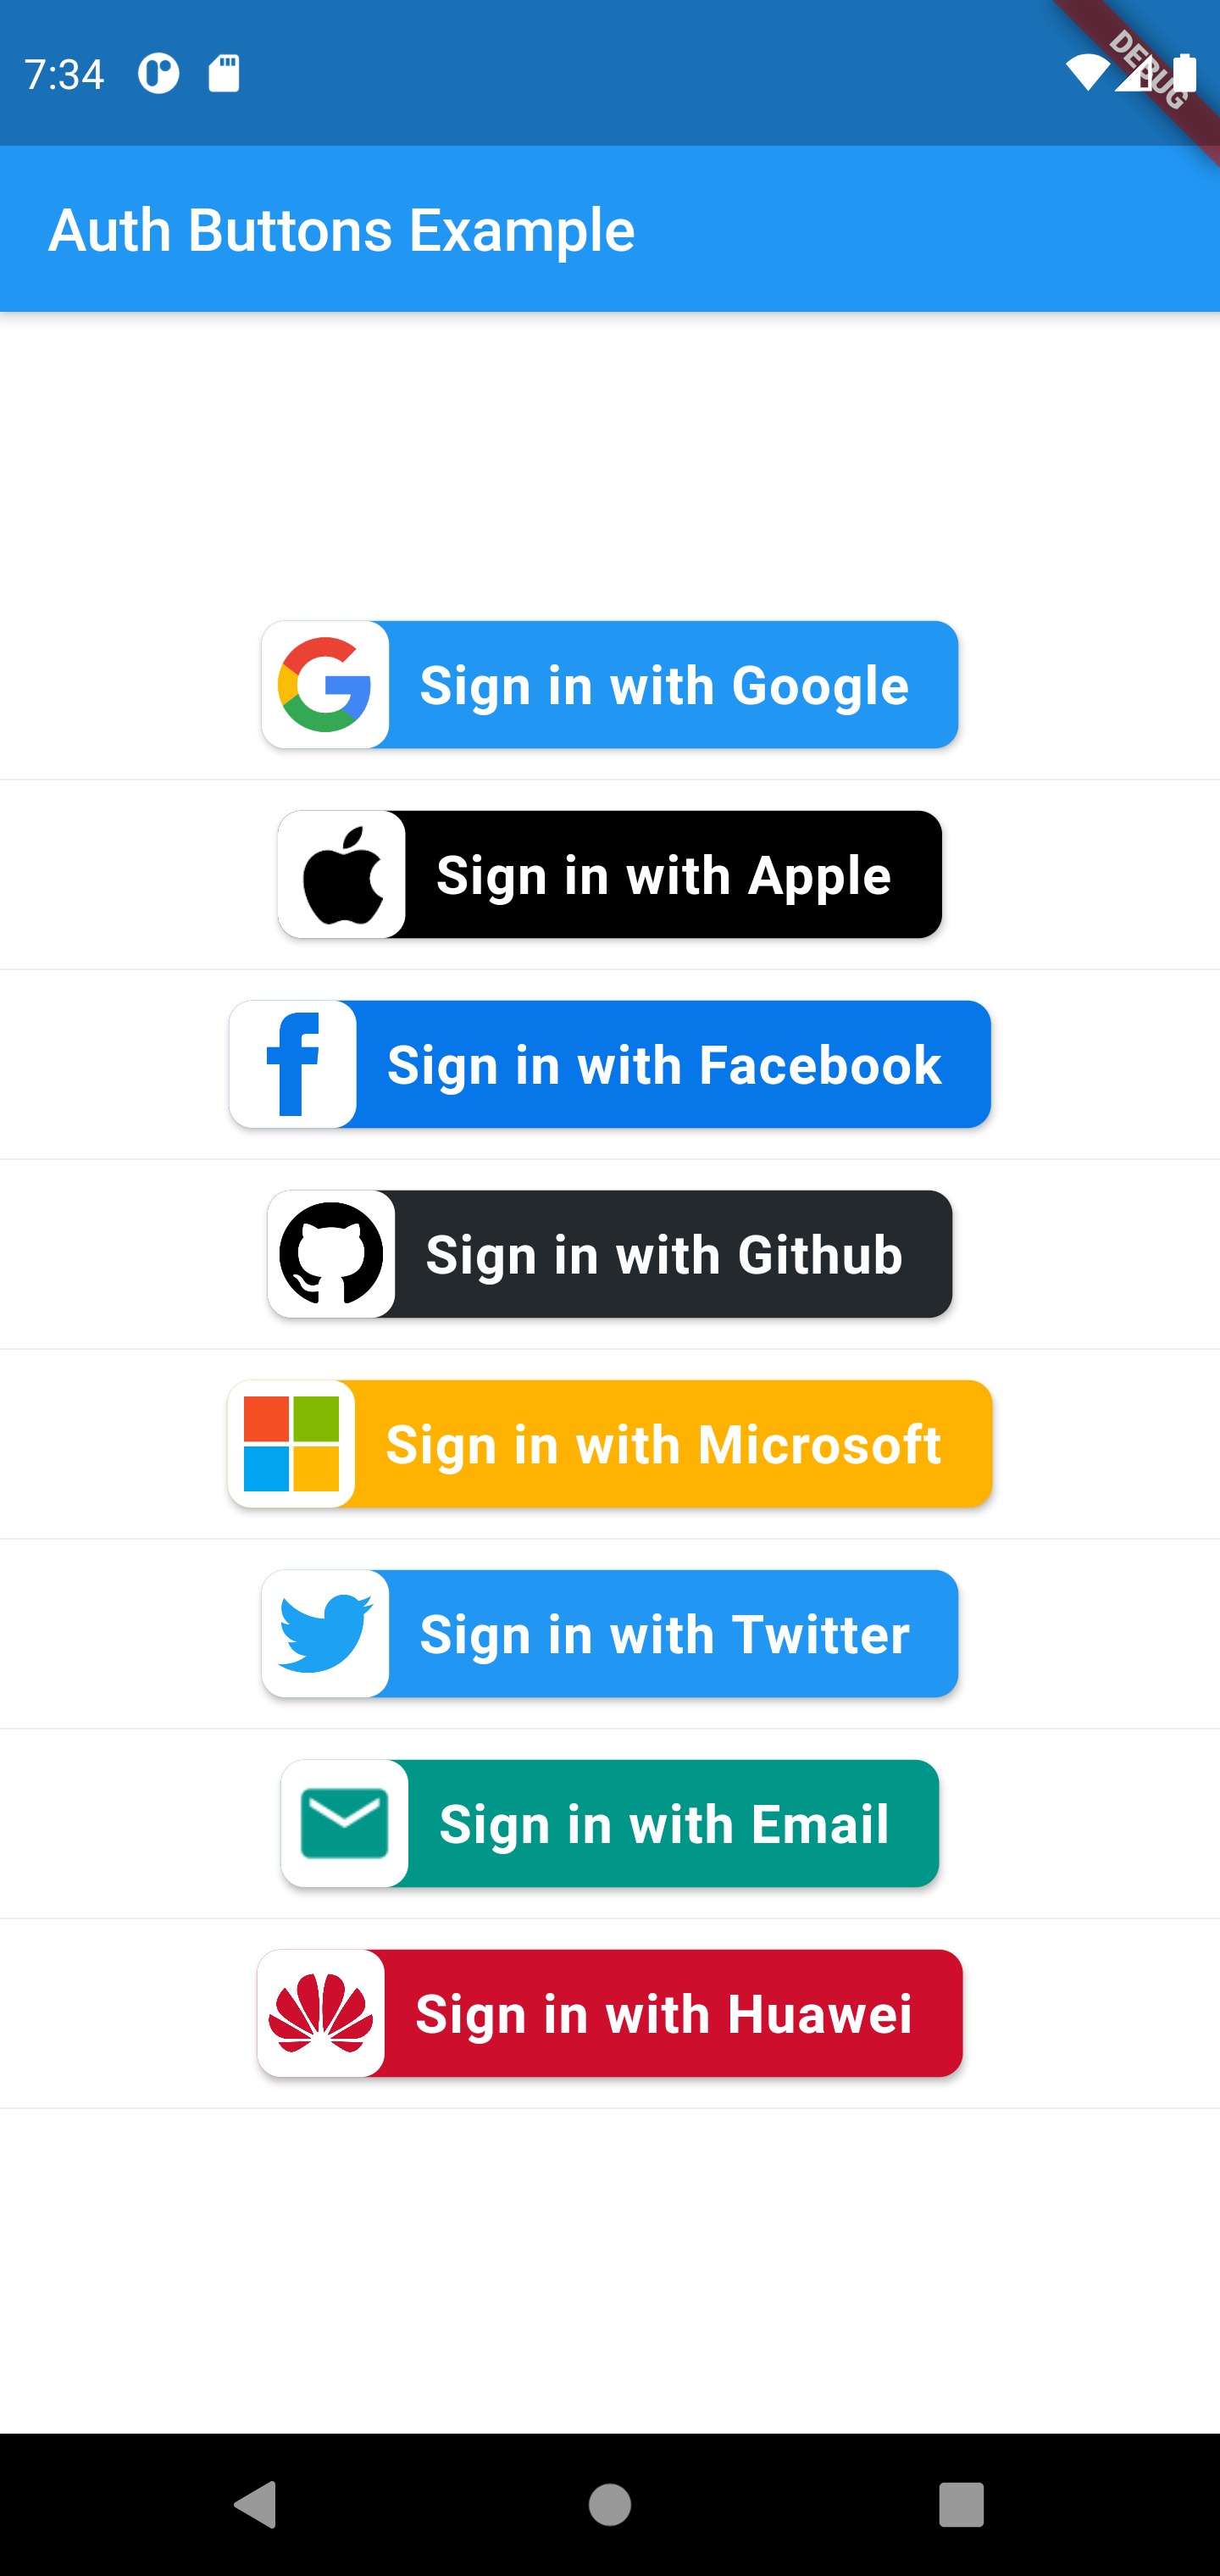 7:34
DEBUG
Auth Buttons Example
Sign in with Google
Sign in with Apple
Sign in with Facebook
Sign in with Github
Sign in with Microsoft
Sign in with Twitter
Sign in with Email
Sign in with Huawei